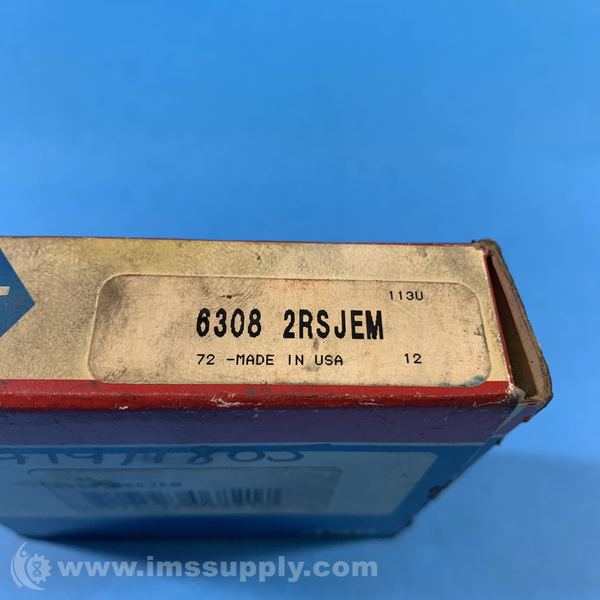 113U
6308 2RSJEM
72 -MADE IN USA 12
www.imssupply.com